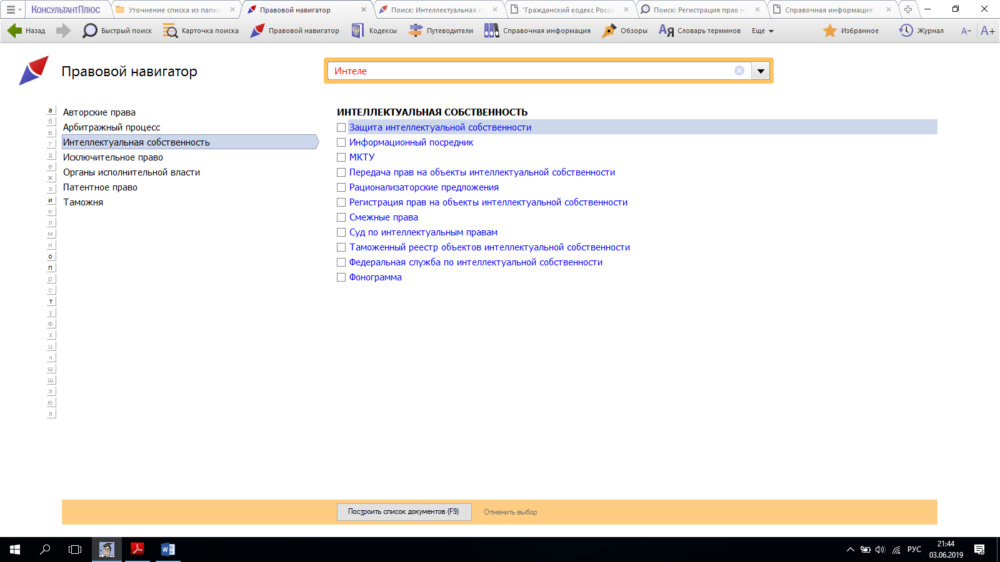 КонсультантПлюс
Уточнение списка из папки
Правовой навигатор
Поиск: Интеллектуальная
"Гражданский кодекс
Поиск: Регистрация прав
Справочная информация:
Назад
Быстрый поиск
Карточка поиска
Правовой навигатор
Кодексы
Путеводители
Справочная информация
Обзоры
Словарь терминов
Еще
Избранное
Журнал
А−
А+
Правовой навигатор
Интеле
а
б
в
г
д
е
ж
з
и
к
л
м
н
о
п
р
с
т
у
ф
х
ц
ч
ш
щ
э
ю
я
Авторские права
Арбитражный процесс
Интеллектуальная собственность
Исключительное право
Органы исполнительной власти
Патентное право
Таможня
ИНТЕЛЛЕКТУАЛЬНАЯ СОБСТВЕННОСТЬ
Защита интеллектуальной собственности
Информационный посредник
МКТУ
Передача прав на объекты интеллектуальной собственности
Рационализаторские предложения
Регистрация прав на объекты интеллектуальной собственности
Смежные права
Суд по интеллектуальным правам
Таможенный реестр объектов интеллектуальной собственности
Федеральная служба по интеллектуальной собственности
Фонограмма
Построить список документов (F9)
Отменить выбор
РУС
21:44
03.06.2019